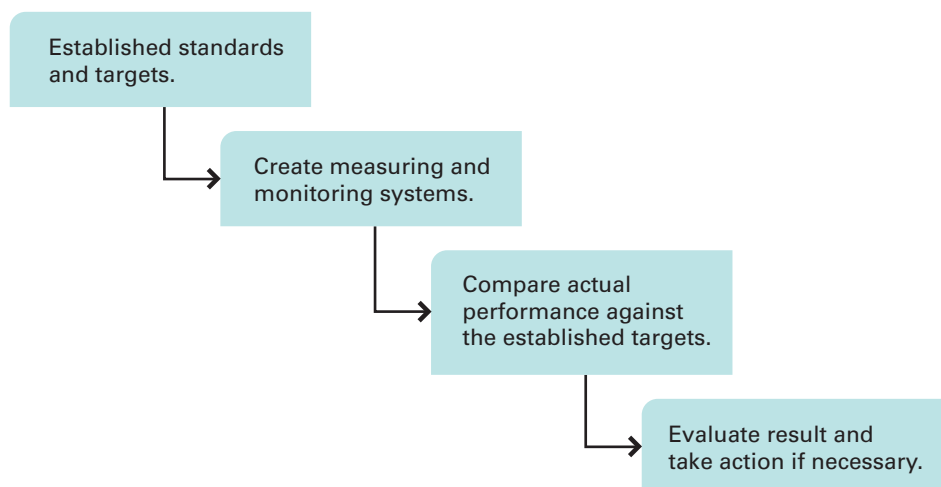 Established standards
and targets.
Create measuring and
monitoring systems.
Compare actual
performance against
the established targets.
Evaluate result and
take action if necessary.